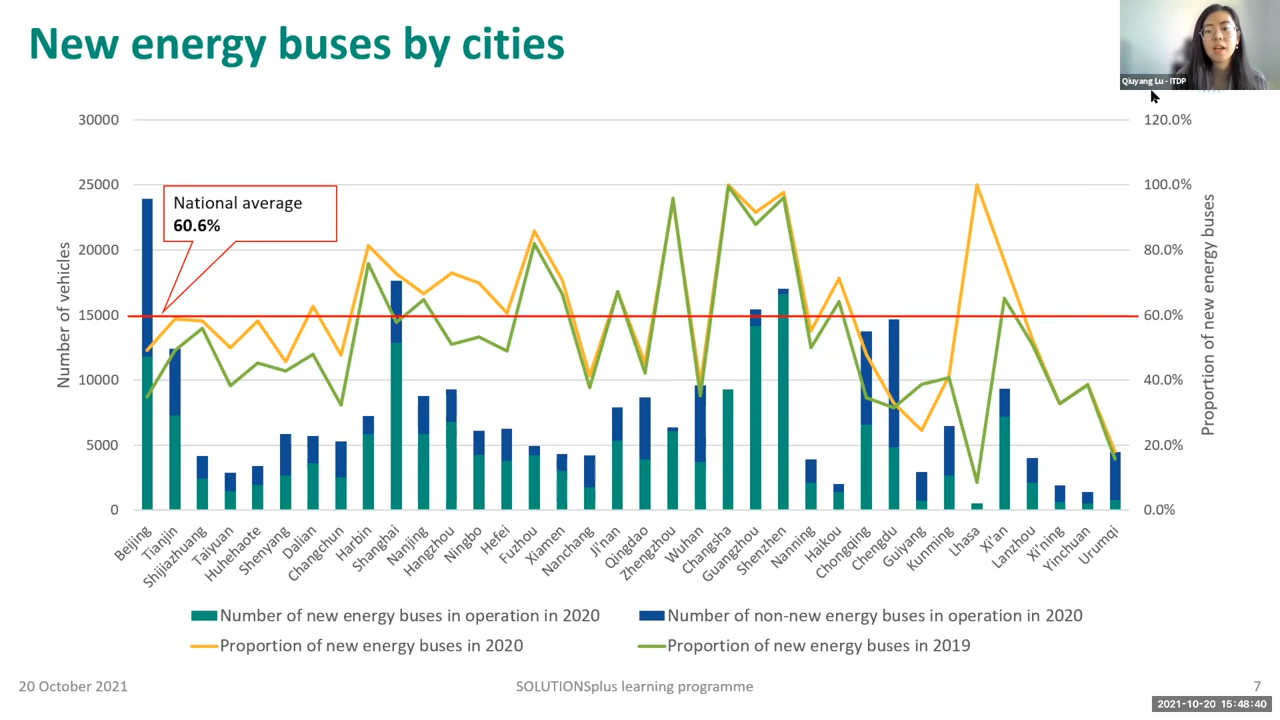 New energy buses by cities
Qiuyang Lu - ITDP
30000
25000
20000
15000
10000
5000
0
120.0%
100.0%
80.0%
60.0%
40.0%
20.0%
0.0%
Number of vehicles
Proportion of new energy buses
National average
60.6%
Beijing
Tianjin
Shijiazhuang
Taiyuan
Huhehaote
Shenyang
Dalian
Changchun
Harbin
Shanghai
Nanjing
Hangzhou
Ningbo
Hefei
Fuzhou
Xiamen
Nanchang
Ji'nan
Qingdao
Zhengzhou
Wuhan
Changsha
Guangzhou
Shenzhen
Nanning
Haikou
Chongqing
Chengdu
Guiyang
Kunming
Lhasa
Xi'an
Lanzhou
Xi'ning
Yinchuan
Urumqi
Number of new energy buses in operation in 2020
Number of non-new energy buses in operation in 2020
Proportion of new energy buses in 2020
Proportion of new energy buses in 2019
20 October 2021
SOLUTIONSplus learning programme
7
2021-10-20 15:48:40